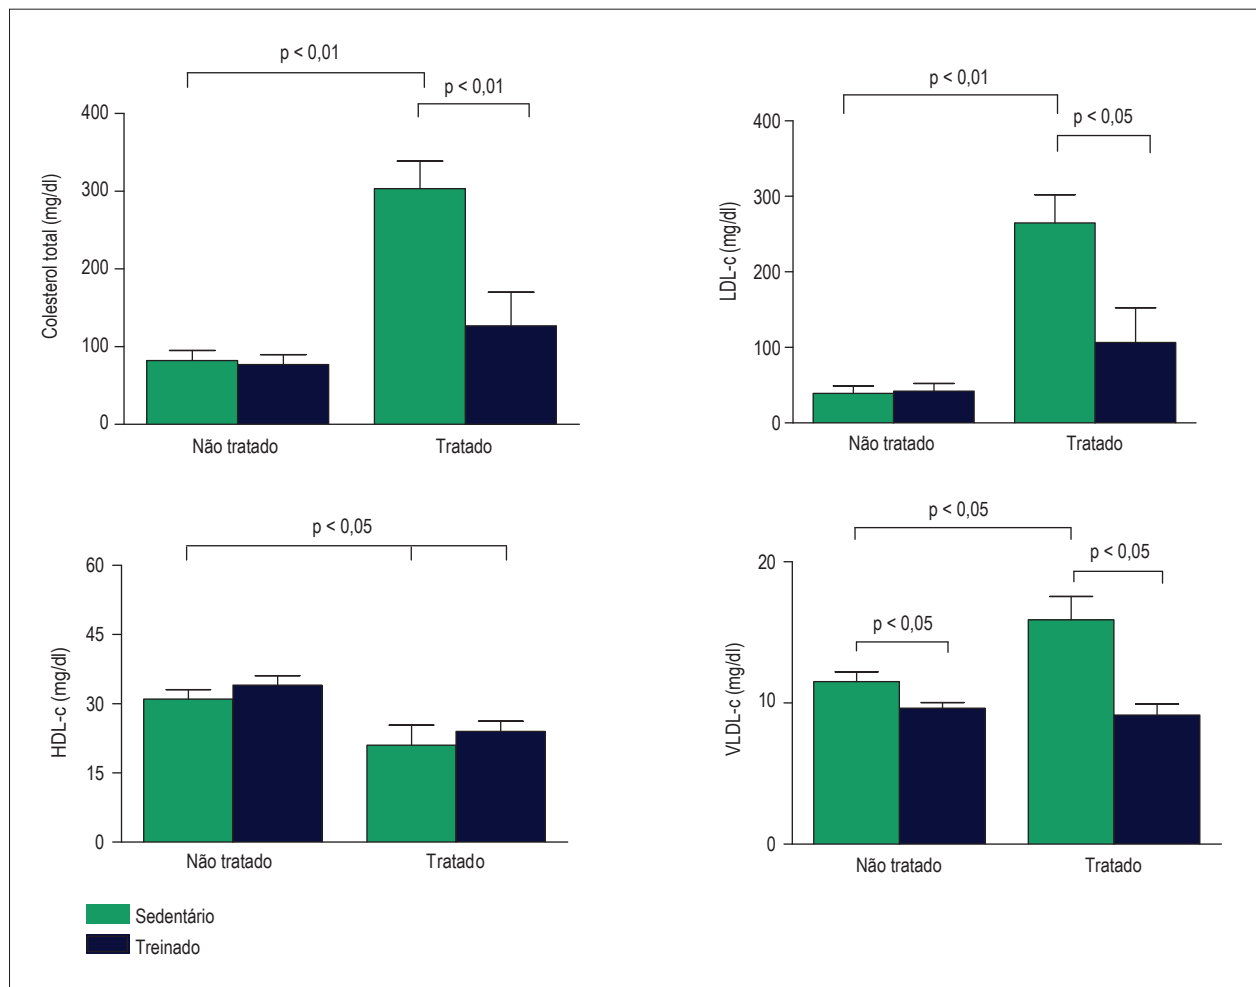 p < 0,01
p < 0,01
Colesterol total (mg/dl)
400
300
200
100
0
Não tratado
Tratado
p < 0,01
p < 0,05
LDL-c (mg/dl)
400
300
200
100
0
Não tratado
Tratado
p < 0,05
HDL-c (mg/dl)
60
45
30
15
0
Não tratado
Tratado
p < 0,05
p < 0,05
p < 0,05
VLDL-c (mg/dl)
20
10
0
Não tratado
Tratado
Sedentário
Treinado